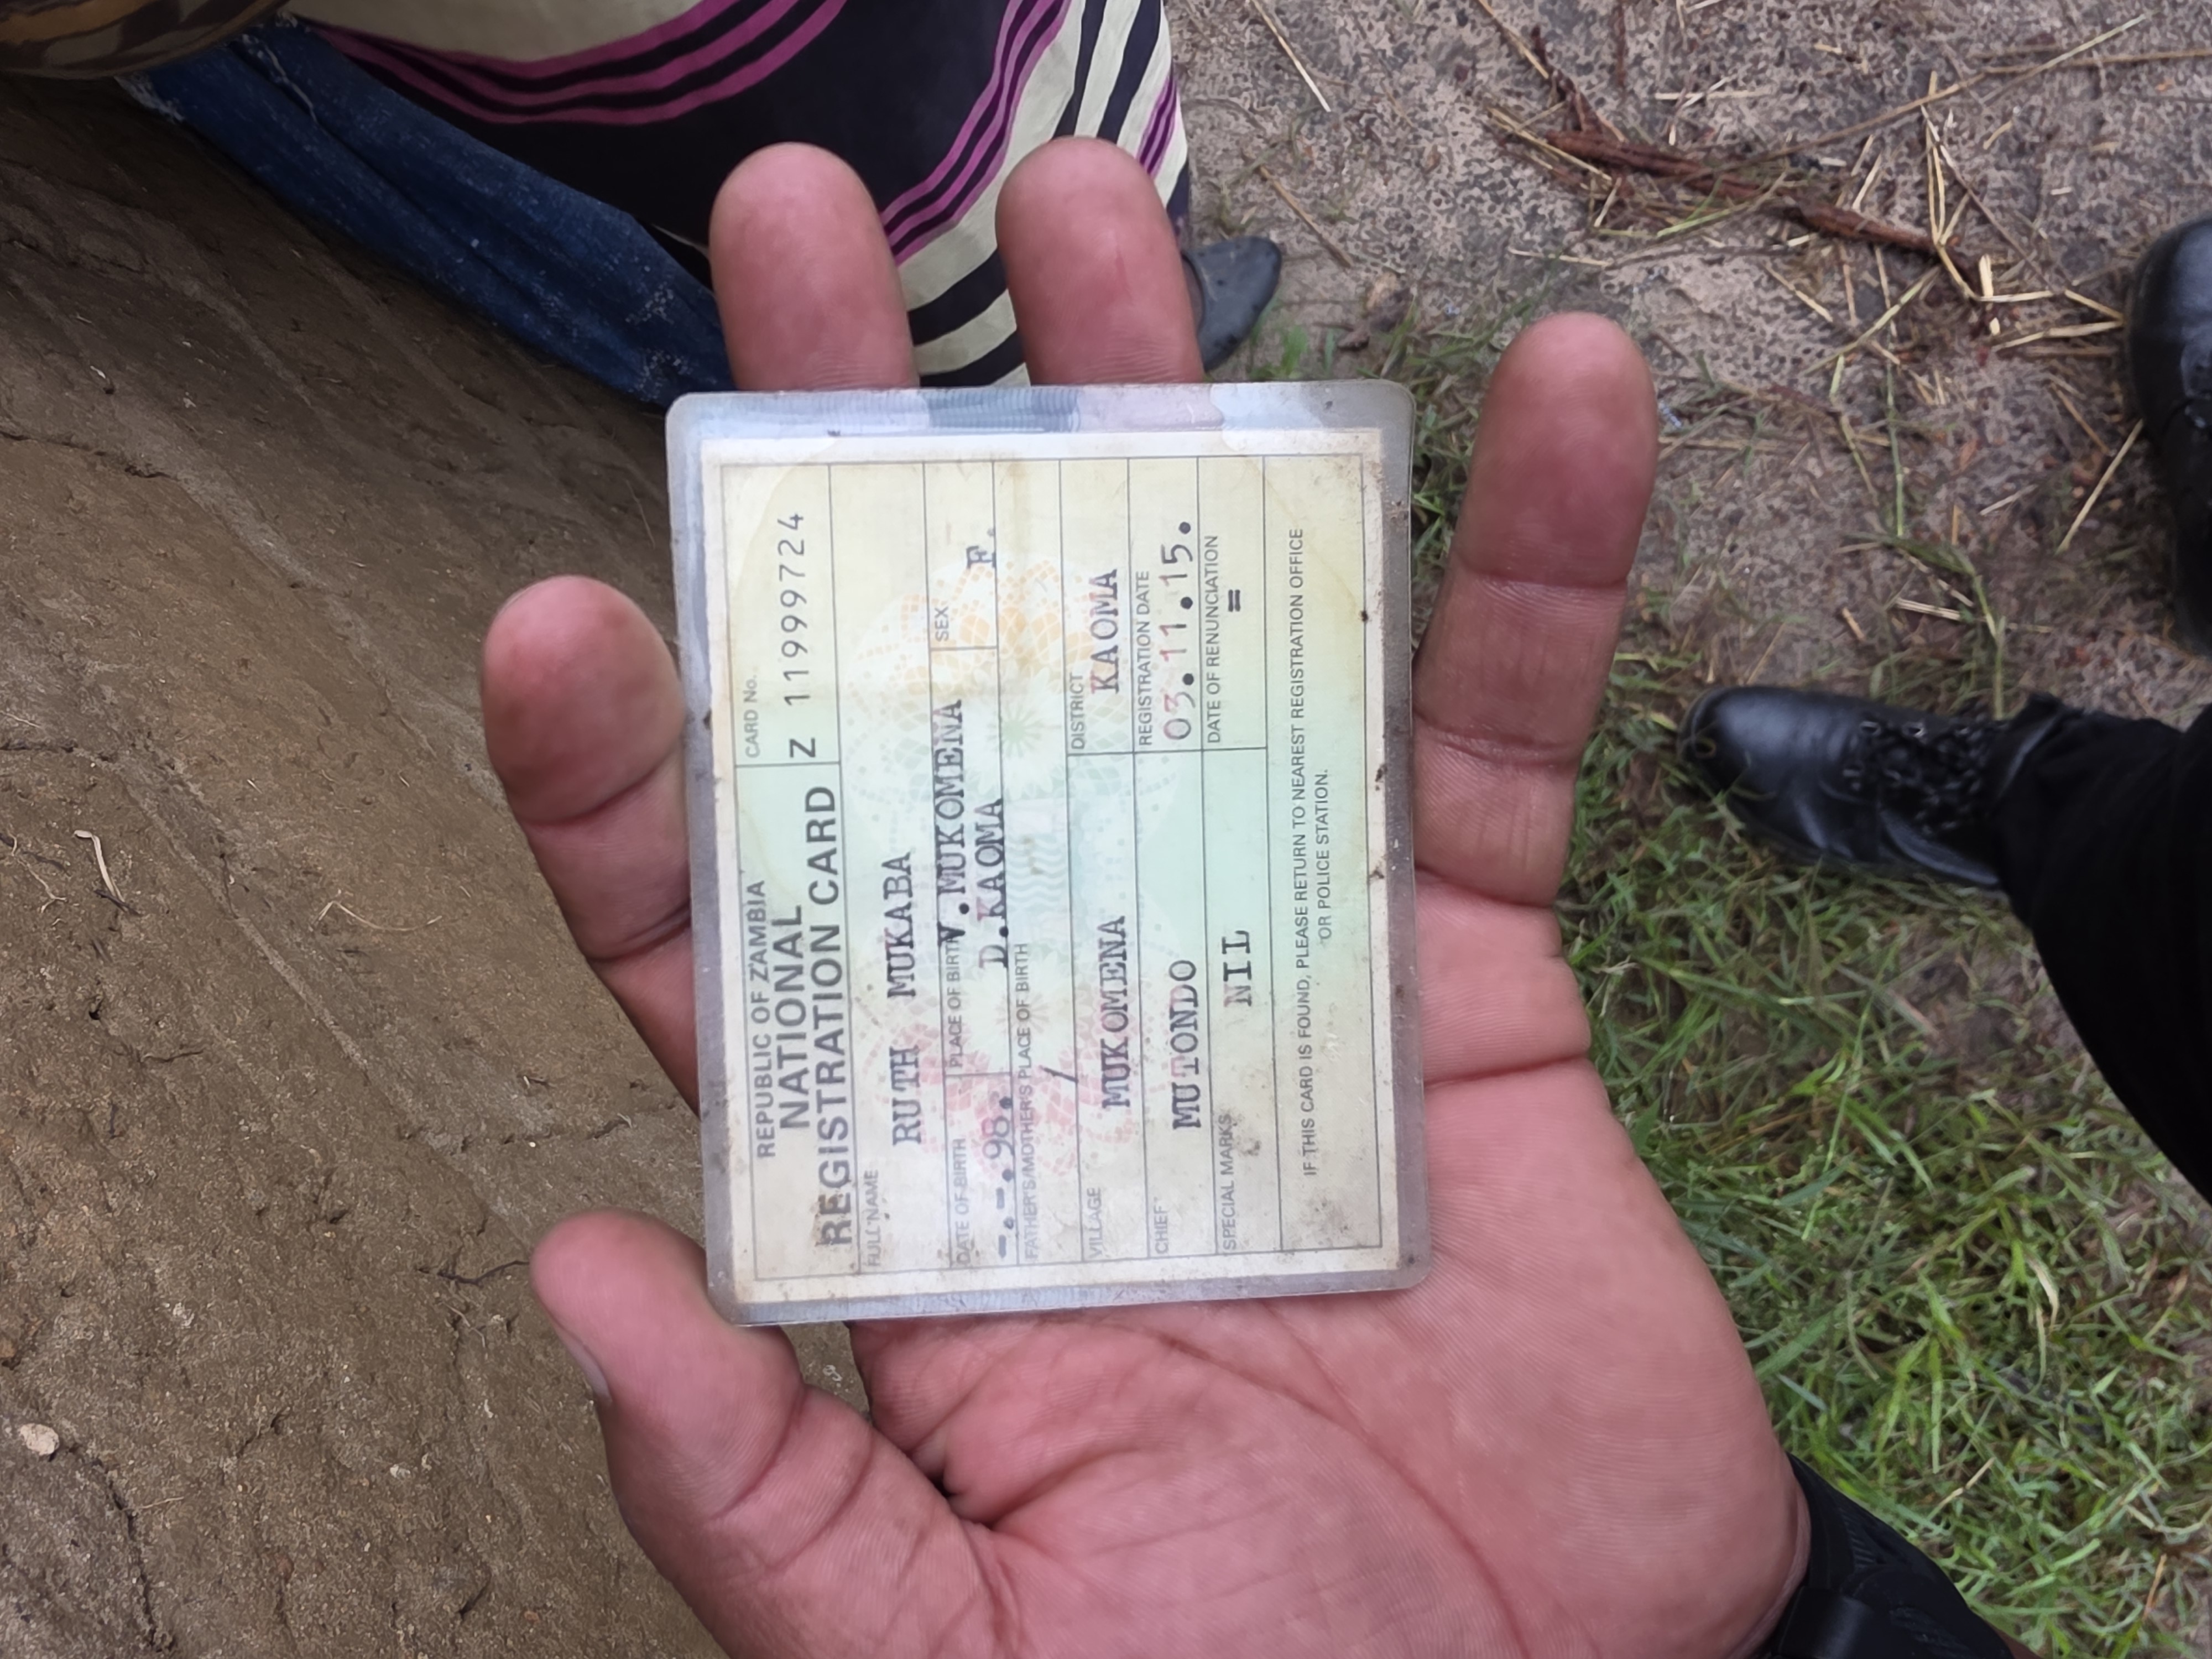 REPUBLIC OF ZAMBIA
NATIONAL
REGISTRATION CARD
CARD No.
Z 11999724
FULL NAME
RUTH MUKABA
DATE OF BIRTH
-.-.98.
PLACE OF BIRTH
V.MUKOMENA
D.KAOMA
SEX
F.
FATHER'S/MOTHER'S PLACE OF BIRTH
/
VILLAGE
MUKOMENA
DISTRICT
KAOMA
CHIEF
MUTONDO
REGISTRATION DATE
03.11.15.
SPECIAL MARKS
NIL
DATE OF RENUNCIATION
=
IF THIS CARD IS FOUND, PLEASE RETURN TO NEAREST REGISTRATION OFFICE
OR POLICE STATION.